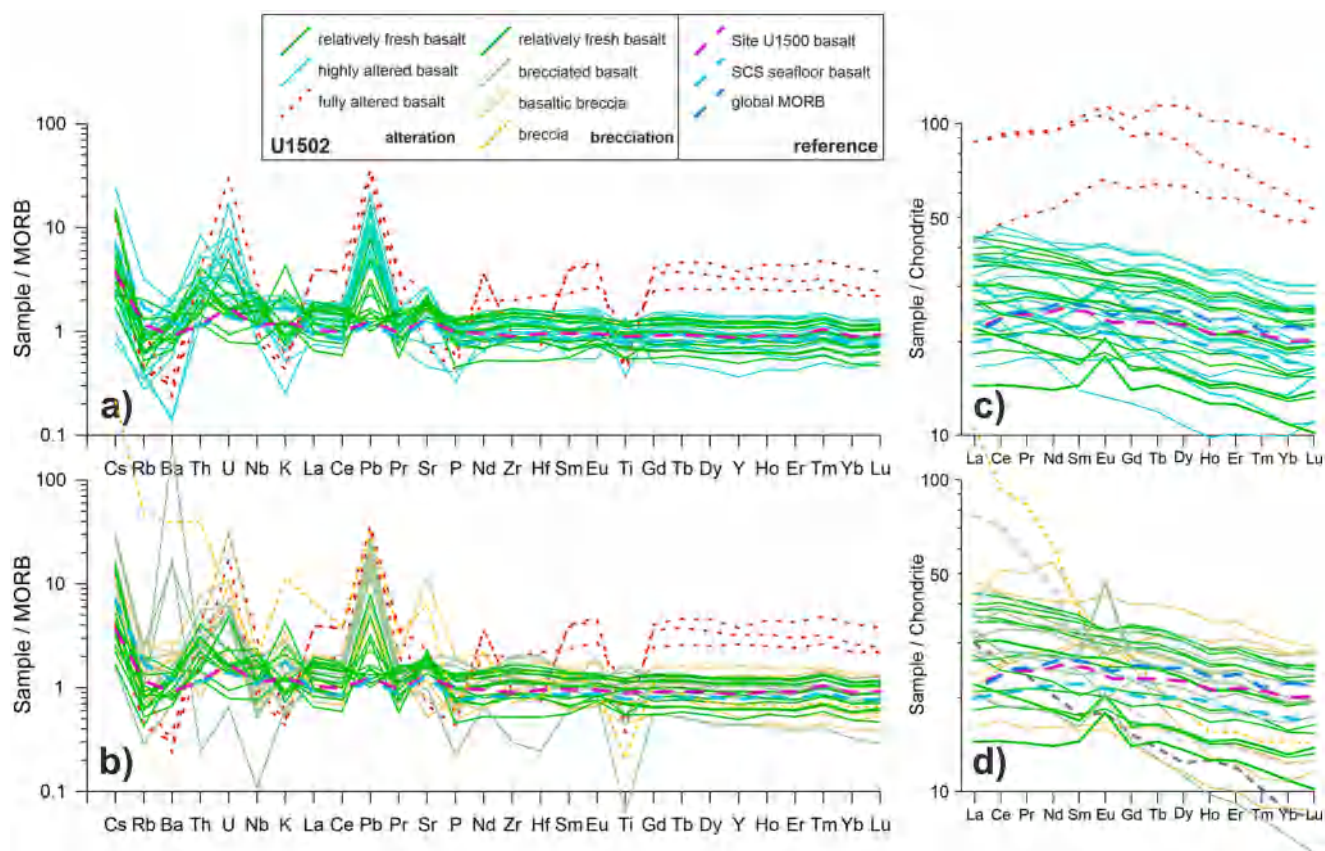 relatively fresh basalt relatively fresh basalt Site U1500 basalt
highly altered basalt brecciated basalt SCS seafloor basalt
fully altered basalt basaltic breccia global MORB
breccia
U1502 alteration brecciation reference
Sample / MORB
100
10
1
0.1
a)
Cs Rb Ba Th U Nb K La Ce Pb Pr Sr P Nd Zr Hf Sm Eu Ti Gd Tb Dy Y Ho Er Tm Yb Lu
Sample / Chondrite
100
50
10
c)
La Ce Pr Nd Sm Eu Gd Tb Dy Ho Er Tm Yb Lu
Sample / MORB
100
10
1
0.1
b)
Cs Rb Ba Th U Nb K La Ce Pb Pr Sr P Nd Zr Hf Sm Eu Ti Gd Tb Dy Y Ho Er Tm Yb Lu
Sample / Chondrite
100
50
10
d)
La Ce Pr Nd Sm Eu Gd Tb Dy Ho Er Tm Yb Lu